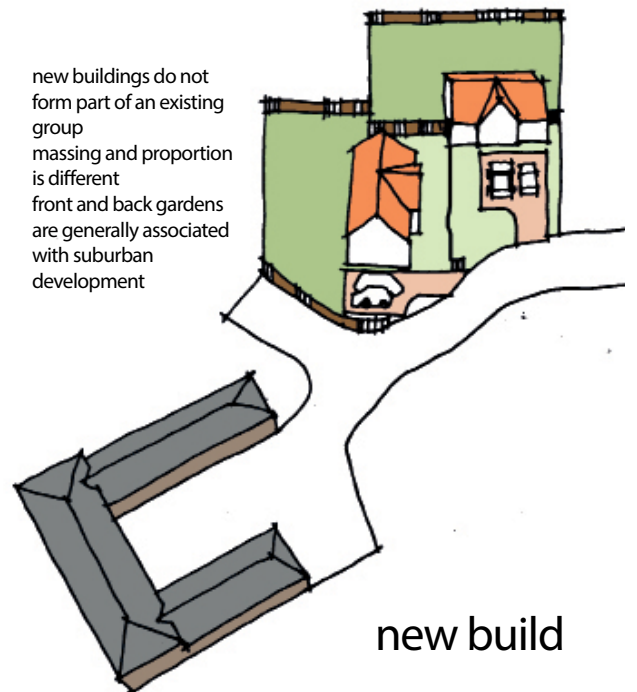 new buildings do not
form part of an existing
group
massing and proportion
is different
front and back gardens
are generally associated
with suburban
development
new build